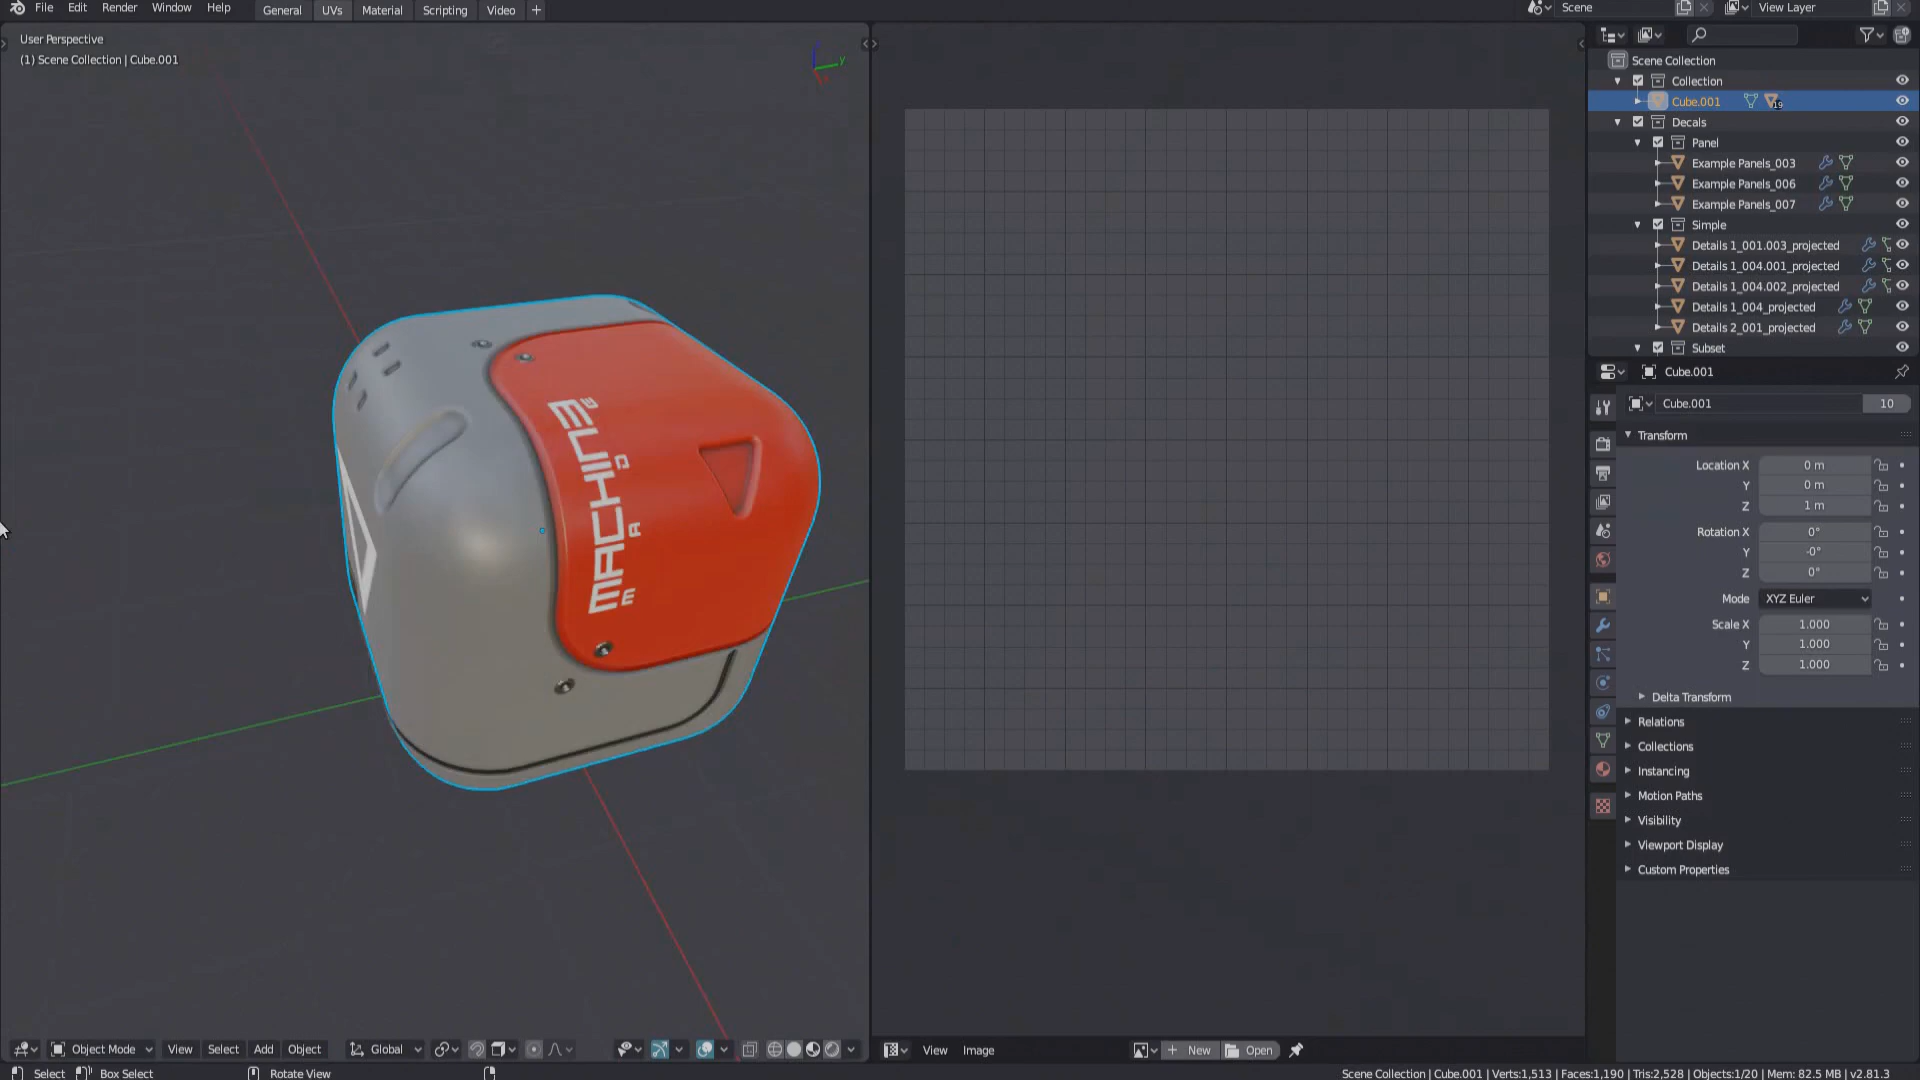 File Edit Render Window Help General UVs Material Scripting Video + Scene View Layer
User Perspective
(1) Scene Collection | Cube.001
y
MACHIN3
M A D E
Scene Collection
Collection
Cube.001 19
Decals
Panel
Example Panels_003
Example Panels_006
Example Panels_007
Simple
Details 1_001.003_projected
Details 1_004.001_projected
Details 1_004.002_projected
Details 1_004_projected
Details 2_001_projected
Subset
Cube.001
Cube.001 10
Transform
Location X 0 m
Y 0 m
Z 1 m
Rotation X 0°
Y -0°
Z 0°
Mode XYZ Euler
Scale X 1.000
Y 1.000
Z 1.000
Delta Transform
Relations
Collections
Instancing
Motion Paths
Visibility
Viewport Display
Custom Properties
Object Mode View Select Add Object Global
View Image New Open
Select Box Select Rotate View
Scene Collection | Cube.001 | Verts:1,513 | Faces:1,190 | Tris:2,528 | Objects:1/20 | Mem: 82.5 MB | v2.81.3